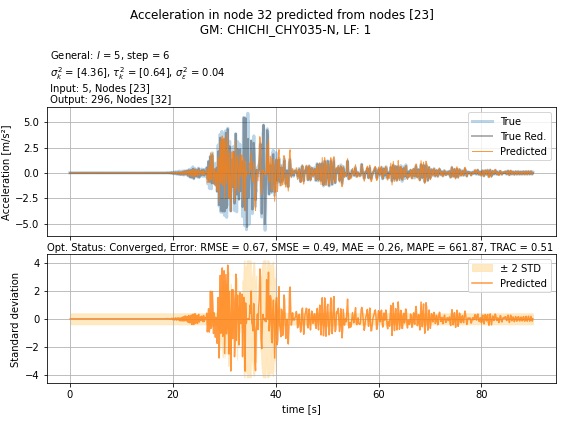 Acceleration in node 32 predicted from nodes [23]
GM: CHICHI_CHY035-N, LF: 1
General: l = 5, step = 6
σ²ₖ = [4.36], τ²ₖ = [0.64], σ²ε = 0.04
Input: 5, Nodes [23]
Output: 296, Nodes [32]
Acceleration [m/s²]
5.0
2.5
0.0
−2.5
−5.0
True
True Red.
Predicted
Opt. Status: Converged, Error: RMSE = 0.67, SMSE = 0.49, MAE = 0.26, MAPE = 661.87, TRAC = 0.51
Standard deviation
4
2
0
−2
−4
± 2 STD
Predicted
0
20
40
60
80
time [s]